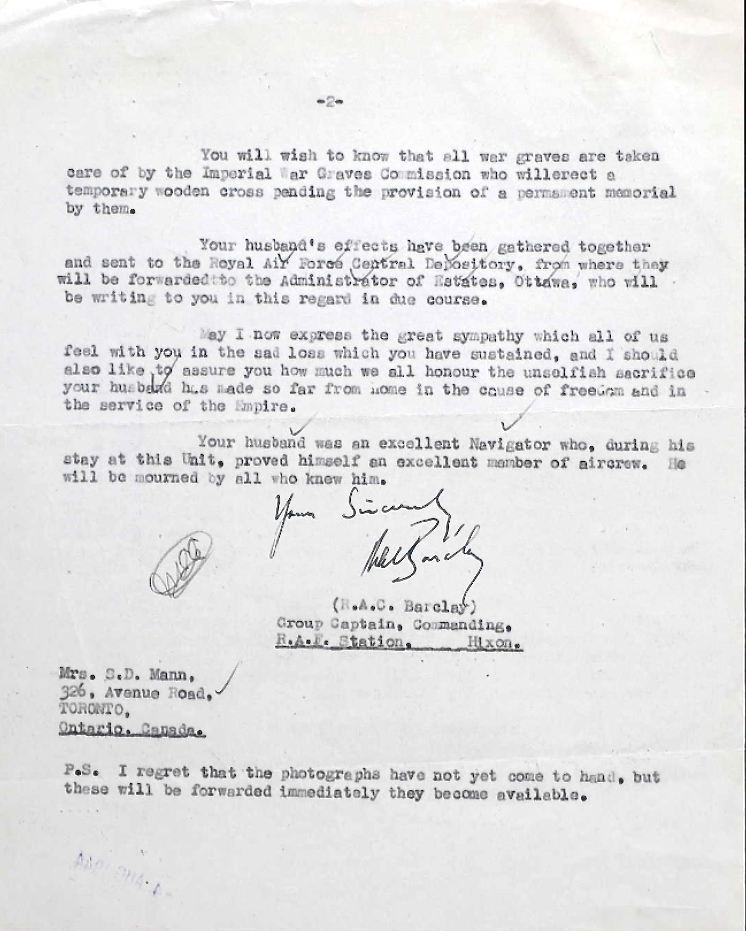 -2-
You will wish to know that all war graves are taken
care of by the Imperial War Graves Commission who willerect a
temporary wooden cross pending the provision of a permanent memorial
by them.
Your husband's effects have been gathered together
and sent to the Royal Air Force Central Depository, from where they
will be forwarded to the Administrator of Estates, Ottawa, who will
be writing to you in this regard in due course.
May I now express the great sympathy which all of us
feel with you in the sad loss which you have sustained, and I should
also like to assure you how much we all honour the unselfish sacrifice
your husband has made so far from home in the cause of freedom and in
the service of the Empire.
Your husband was an excellent Navigator who, during his
stay at this Unit, proved himself an excellent member of aircrew. He
will be mourned by all who knew him.
Yours Sincerely
Barclay
(R.A.C. Barclay)
Group Captain, Commanding,
R.A.F. Station, Hixon.
Mrs. S.D. Mann,
326, Avenue Road,
TORONTO,
Ontario. Canada.
P.S. I regret that the photographs have not yet come to hand, but
these will be forwarded immediately they become available.